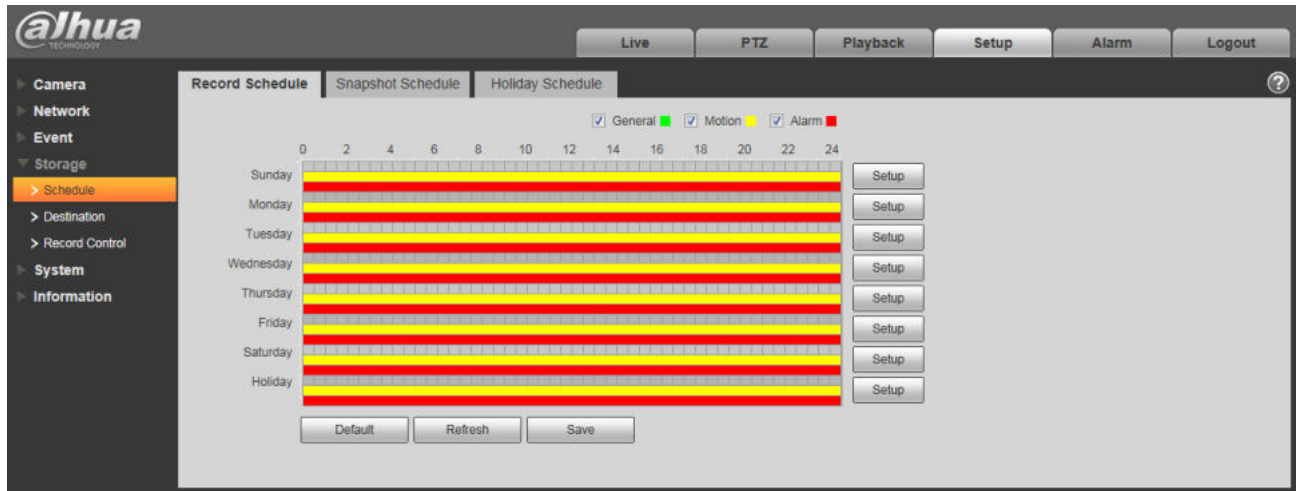 alhua
TECHNOLOGY
Live PTZ Playback Setup Alarm Logout
Camera
Network
Event
Storage
> Schedule
> Destination
> Record Control
System
Information
Record Schedule Snapshot Schedule Holiday Schedule ?
General Motion Alarm
0 2 4 6 8 10 12 14 16 18 20 22 24
Sunday Setup
Monday Setup
Tuesday Setup
Wednesday Setup
Thursday Setup
Friday Setup
Saturday Setup
Holiday Setup
Default Refresh Save